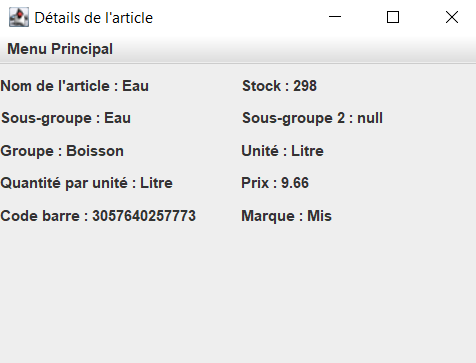 Détails de l'article
Menu Principal
Nom de l'article : Eau Stock : 298
Sous-groupe : Eau Sous-groupe 2 : null
Groupe : Boisson Unité : Litre
Quantité par unité : Litre Prix : 9.66
Code barre : 3057640257773 Marque : Mis